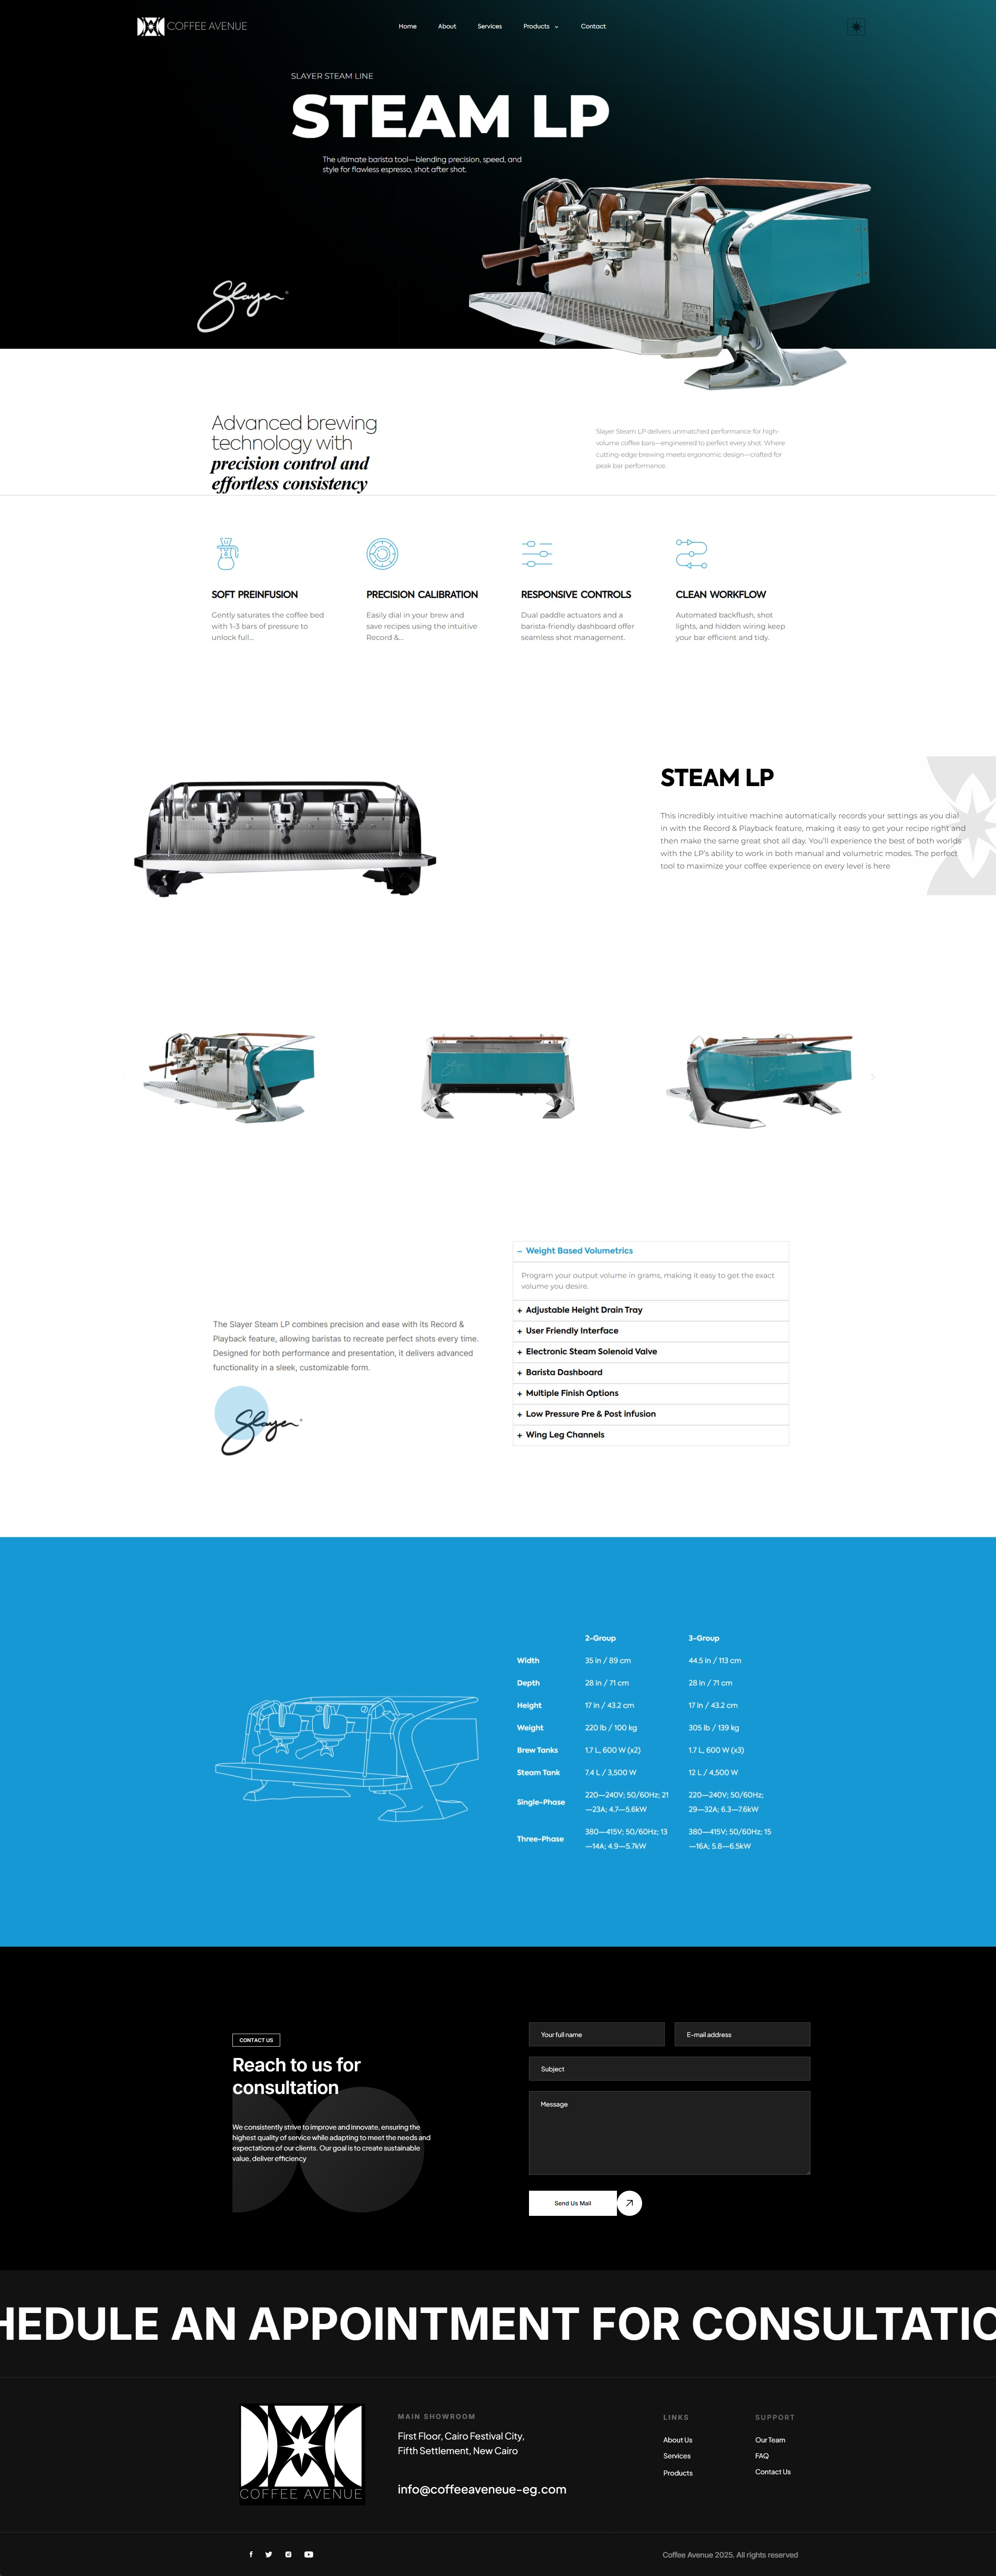 COFFEE AVENUE
Home About Services Products Contact
SLAYER STEAM LINE
STEAM LP
The ultimate barista tool—blending precision, speed, and
style for flawless espresso, shot after shot.
Slayer
Advanced brewing
technology with
precision control and
effortless consistency
Slayer Steam LP delivers unmatched performance for high-
volume coffee bars—engineered to perfect every shot. Where
cutting-edge brewing meets ergonomic design—crafted for
peak bar performance.
SOFT PREINFUSION
Gently saturates the coffee bed
with 1–3 bars of pressure to
unlock full...
PRECISION CALIBRATION
Easily dial in your brew and
save recipes using the intuitive
Record &...
RESPONSIVE CONTROLS
Dual paddle actuators and a
barista-friendly dashboard offer
seamless shot management.
CLEAN WORKFLOW
Automated backflush, shot
lights, and hidden wiring keep
your bar efficient and tidy.
STEAM LP
This incredibly intuitive machine automatically records your settings as you dial
in with the Record & Playback feature, making it easy to get your recipe right and
then make the same great shot all day. You'll experience the best of both worlds
with the LP's ability to work in both manual and volumetric modes. The perfect
tool to maximize your coffee experience on every level is here
The Slayer Steam LP combines precision and ease with its Record &
Playback feature, allowing baristas to recreate perfect shots every time.
Designed for both performance and presentation, it delivers advanced
functionality in a sleek, customizable form.
Slayer
– Weight Based Volumetrics
Program your output volume in grams, making it easy to get the exact
volume you desire.
+ Adjustable Height Drain Tray
+ User Friendly Interface
+ Electronic Steam Solenoid Valve
+ Barista Dashboard
+ Multiple Finish Options
+ Low Pressure Pre & Post infusion
+ Wing Leg Channels
2-Group 3-Group
Width 35 in / 89 cm 44.5 in / 113 cm
Depth 28 in / 71 cm 28 in / 71 cm
Height 17 in / 43.2 cm 17 in / 43.2 cm
Weight 220 lb / 100 kg 305 lb / 139 kg
Brew Tanks 1.7 L, 600 W (x2) 1.7 L, 600 W (x3)
Steam Tank 7.4 L / 3,500 W 12 L / 4,500 W
Single-Phase 220—240V; 50/60Hz; 21
—23A; 4.7—5.6kW 220—240V; 50/60Hz;
29—32A; 6.3—7.6kW
Three-Phase 380—415V; 50/60Hz; 13
—14A; 4.9—5.7kW 380—415V; 50/60Hz; 15
—16A; 5.8—6.5kW
CONTACT US
Reach to us for
consultation
We consistently strive to improve and innovate, ensuring the
highest quality of service while adapting to meet the needs and
expectations of our clients. Our goal is to create sustainable
value, deliver efficiency
Your full name
E-mail address
Subject
Message
Send Us Mail
HEDULE AN APPOINTMENT FOR CONSULTATIO
COFFEE AVENUE
MAIN SHOWROOM
First Floor, Cairo Festival City,
Fifth Settlement, New Cairo
info@coffeeaveneue-eg.com
LINKS
About Us
Services
Products
SUPPORT
Our Team
FAQ
Contact Us
Coffee Avenue 2025. All rights reserved